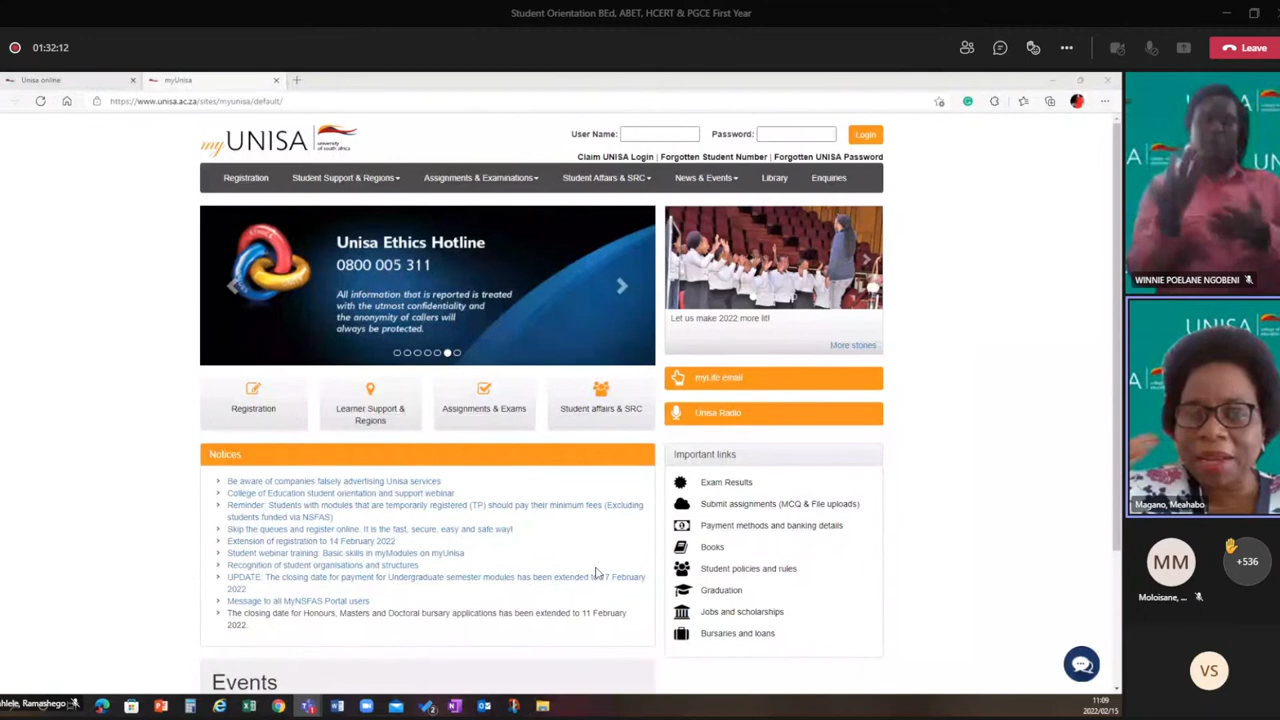 Student Orientation BEd, ABET, HCERT & PGCE First Year
01:32:12
Leave
Unisa online
myUnisa
https://www.unisa.ac.za/sites/myunisa/default/
myUNISA
university
of south africa
User Name:
Password:
Login
Claim UNISA Login | Forgotten Student Number | Forgotten UNISA Password
Registration
Student Support & Regions
Assignments & Examinations
Student Affairs & SRC
News & Events
Library
Enquiries
Unisa Ethics Hotline
0800 005 311
All information that is reported is treated
with the utmost confidentiality and
the anonymity of callers will
always be protected.
Let us make 2022 more lit!
More stories
Registration
Learner Support &
Regions
Assignments & Exams
Student affairs & SRC
myLife email
Unisa Radio
Notices
Be aware of companies falsely advertising Unisa services
College of Education student orientation and support webinar
Reminder: Students with modules that are temporarily registered (TP) should pay their minimum fees (Excluding
students funded via NSFAS)
Skip the queues and register online. It is the fast, secure, easy and safe way!
Extension of registration to 14 February 2022
Student webinar training: Basic skills in myModules on myUnisa
Recognition of student organisations and structures
UPDATE: The closing date for payment for Undergraduate semester modules has been extended to 7 February
2022
Message to all MyNSFAS Portal users
The closing date for Honours, Masters and Doctoral bursary applications has been extended to 11 February
2022.
Important links
Exam Results
Submit assignments (MCQ & File uploads)
Payment methods and banking details
Books
Student policies and rules
Graduation
Jobs and scholarships
Bursaries and loans
Events
WINNIE POELANE NGOBENI
UNISA
Magano, Meahabo
MM
Moloisane, ...
+536
VS
hlele, Ramashego
11:09
2022/02/15